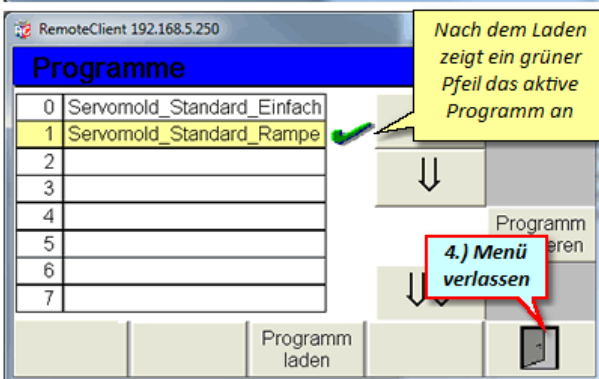 RemoteClient 192.168.5.250
Nach dem Laden
zeigt ein grüner
Pfeil das aktive
Programm an
Programme
0 Servomold_Standard_Einfach
1 Servomold_Standard_Rampe
2
3
4
5
6
7
Programm
eren
4.) Menü
verlassen
Programm
laden